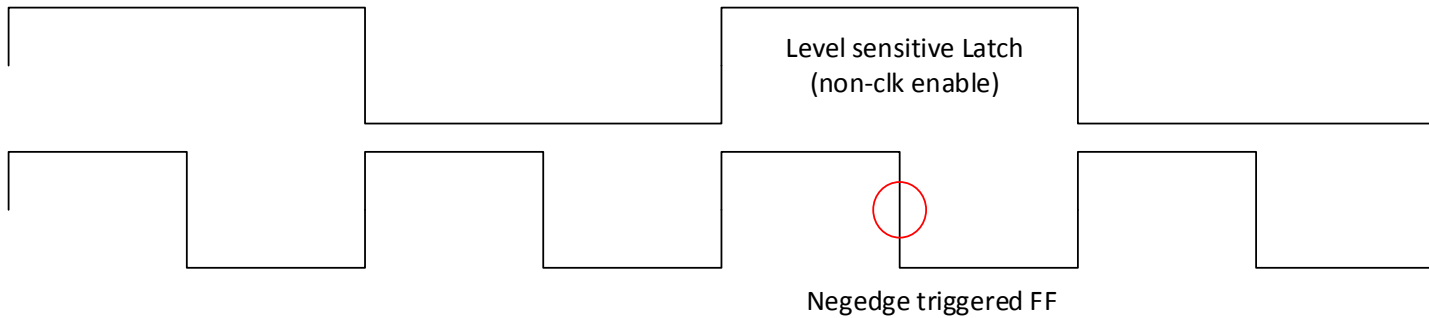 Level sensitive Latch
(non-clk enable)
Negedge triggered FF